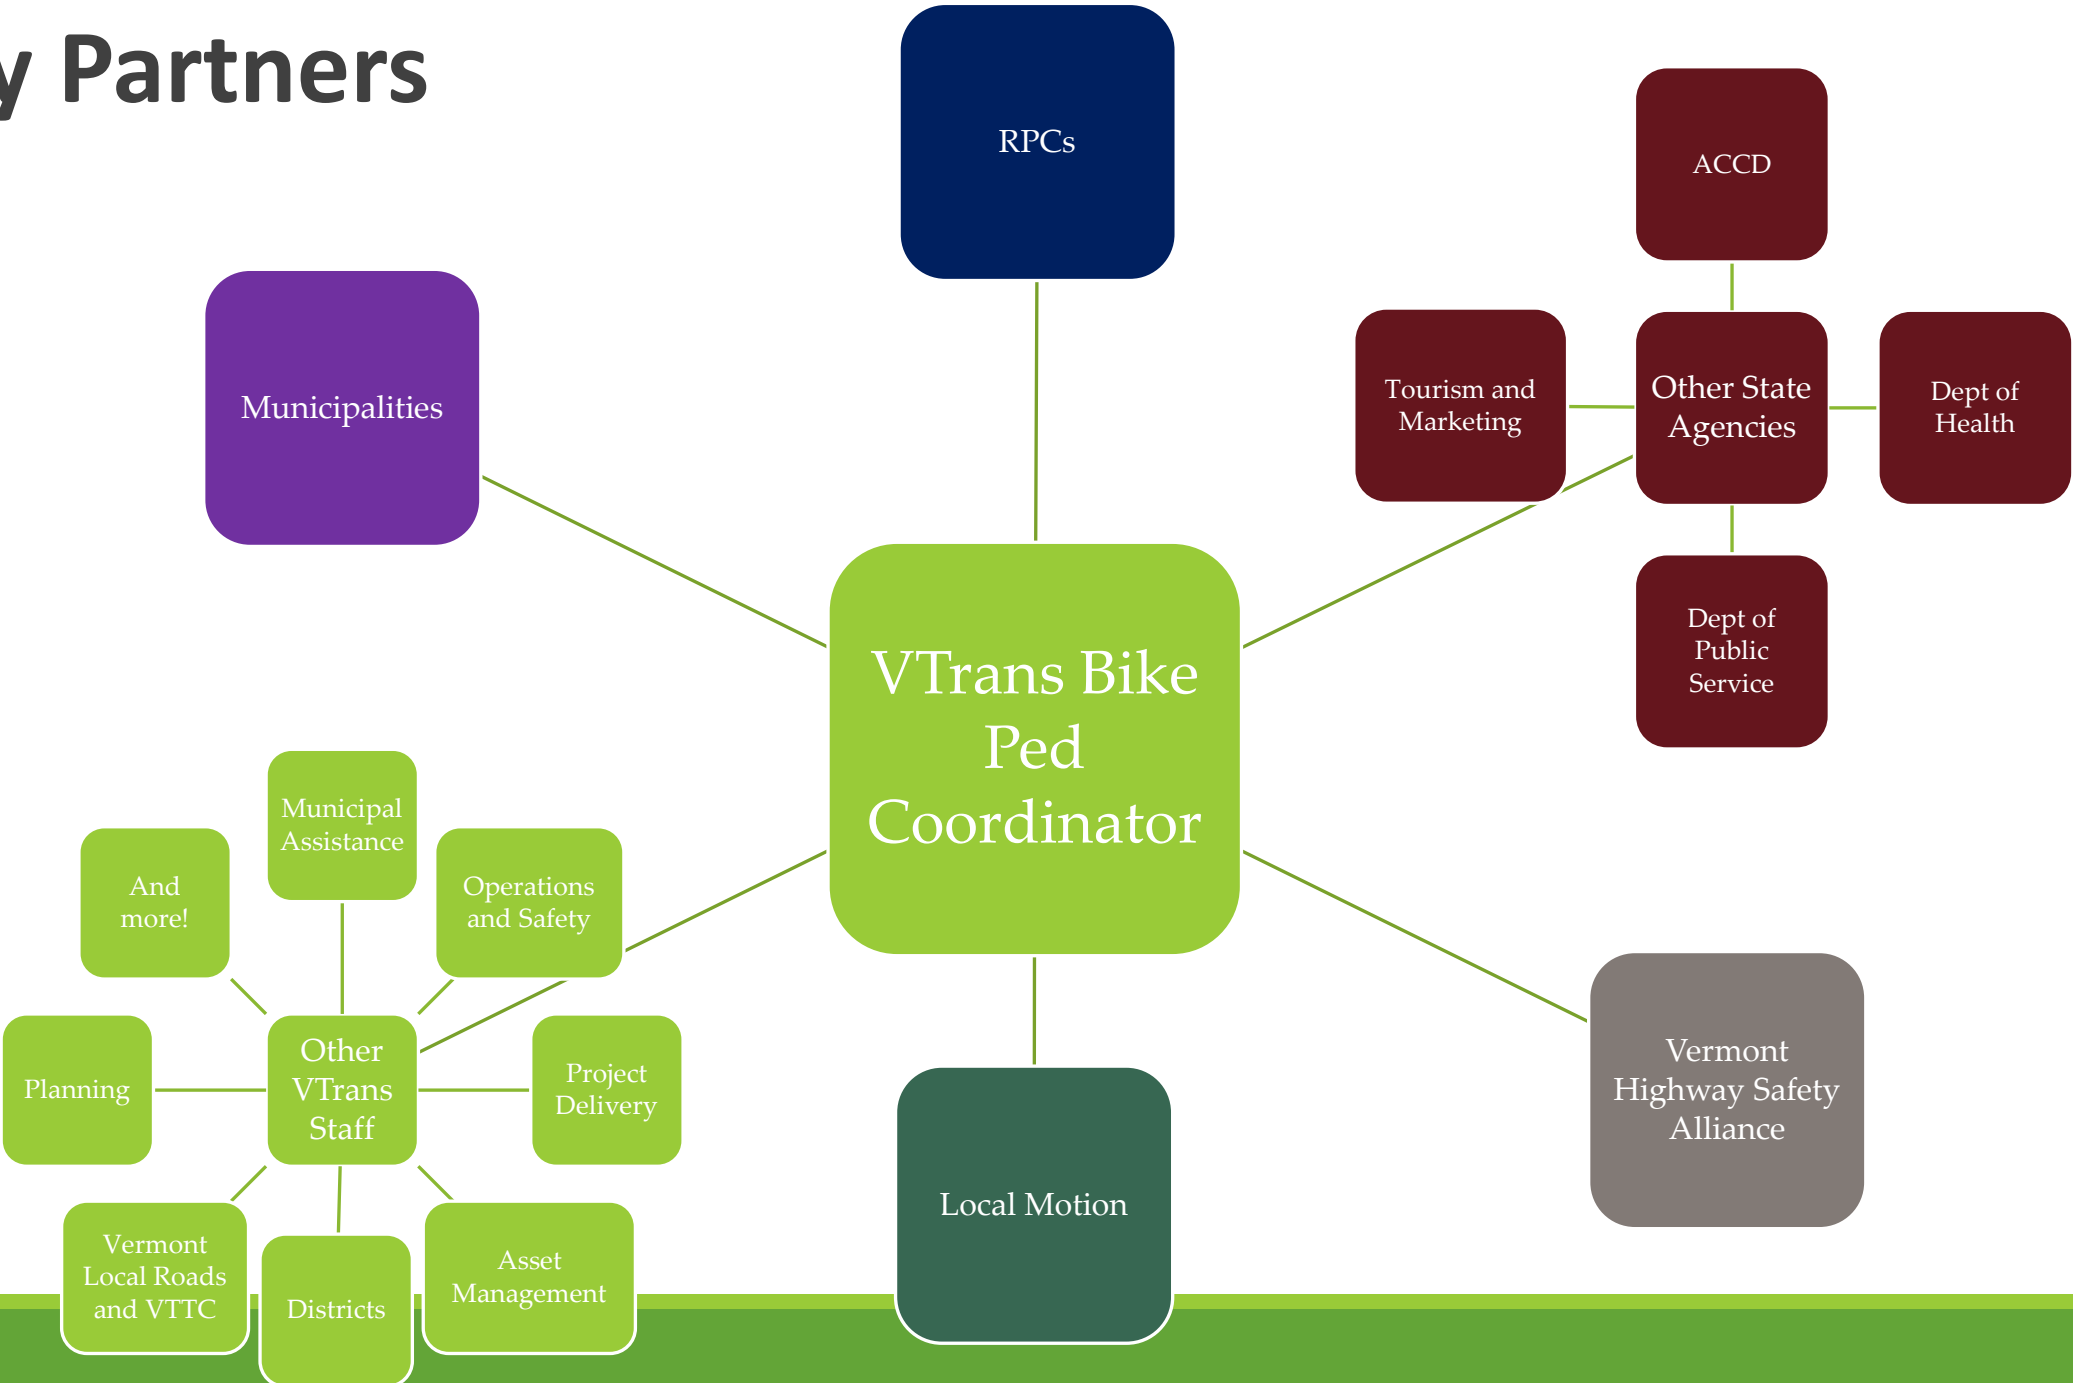 y Partners
RPCs
ACCD
Municipalities
Tourism and
Marketing
Other State
Agencies
Dept of
Health
Dept of
Public
Service
VTrans Bike
Ped
Coordinator
Municipal
Assistance
And
more!
Operations
and Safety
Planning
Other
VTrans
Staff
Project
Delivery
Vermont
Local Roads
and VTTC
Districts
Asset
Management
Local Motion
Vermont
Highway Safety
Alliance